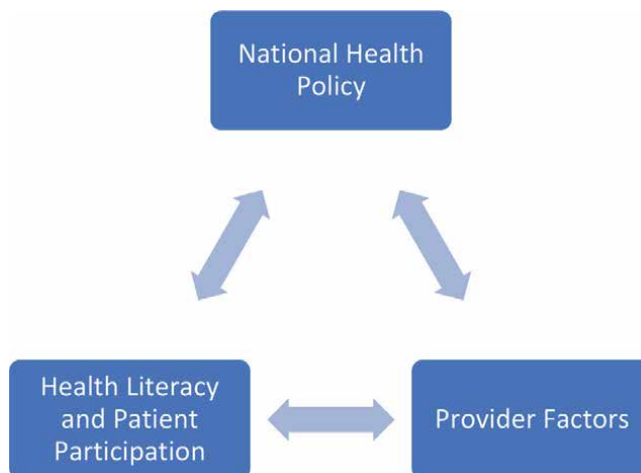 National Health
Policy
Health Literacy
and Patient
Participation
Provider Factors